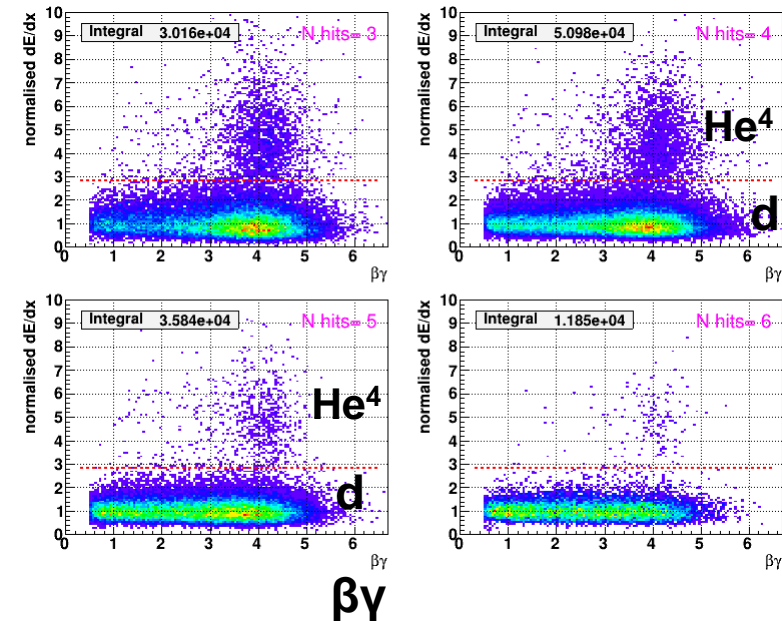 Integral 3.016e+04
N hits= 3
normalised dE/dx
10
9
8
7
6
5
4
3
2
1
0
0 1 2 3 4 5 6
βγ
Integral 5.098e+04
N hits= 4
normalised dE/dx
10
9
8
7
6
5
4
3
2
1
0
0 1 2 3 4 5 6
βγ
He⁴
d
Integral 3.584e+04
N hits= 5
normalised dE/dx
10
9
8
7
6
5
4
3
2
1
0
0 1 2 3 4 5 6
βγ
He⁴
d
Integral 1.185e+04
N hits= 6
normalised dE/dx
10
9
8
7
6
5
4
3
2
1
0
0 1 2 3 4 5 6
βγ
βγ